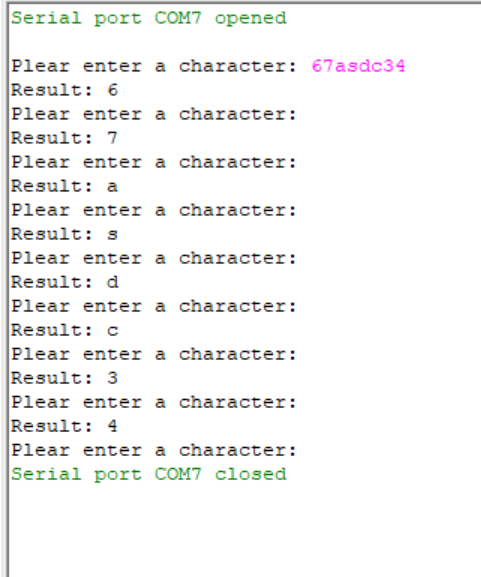 Serial port COM7 opened
Plear enter a character: 67asdc34
Result: 6
Plear enter a character:
Result: 7
Plear enter a character:
Result: a
Plear enter a character:
Result: s
Plear enter a character:
Result: d
Plear enter a character:
Result: c
Plear enter a character:
Result: 3
Plear enter a character:
Result: 4
Plear enter a character:
Serial port COM7 closed